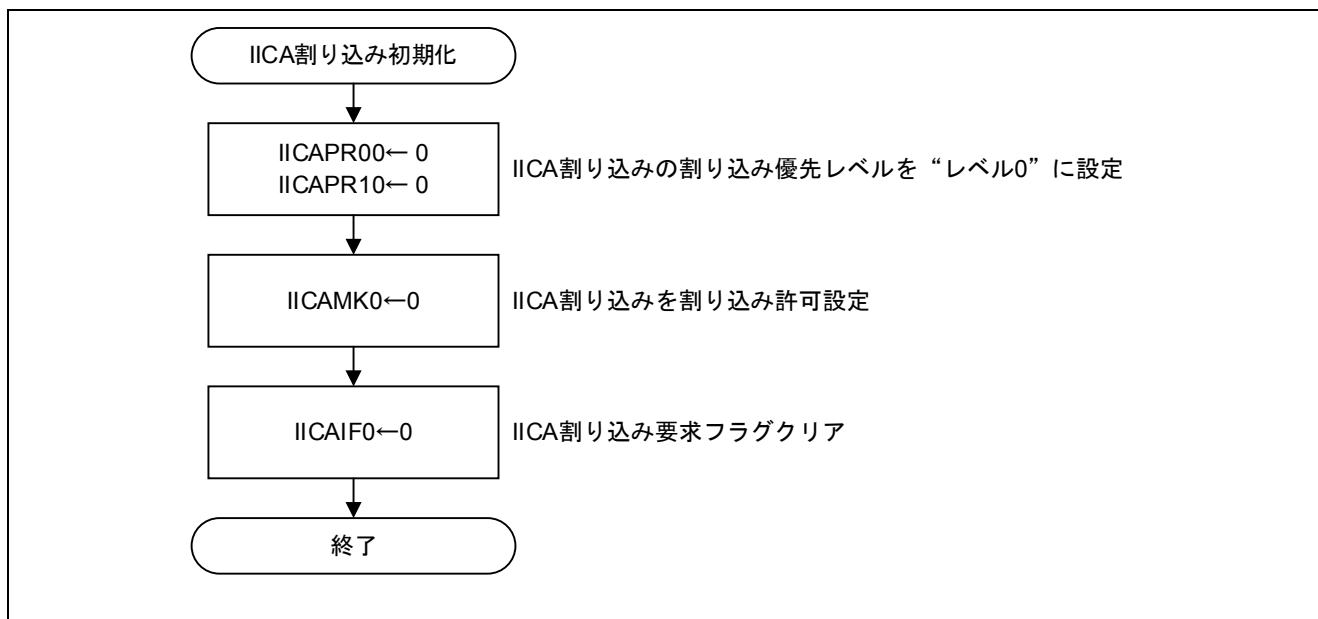 IICA割り込み初期化
IICAPR00← 0
IICAPR10← 0
IICA割り込みの割り込み優先レベルを“レベル0”に設定
IICAMK0←0
IICA割り込みを割り込み許可設定
IICAIF0←0
IICA割り込み要求フラグクリア
終了